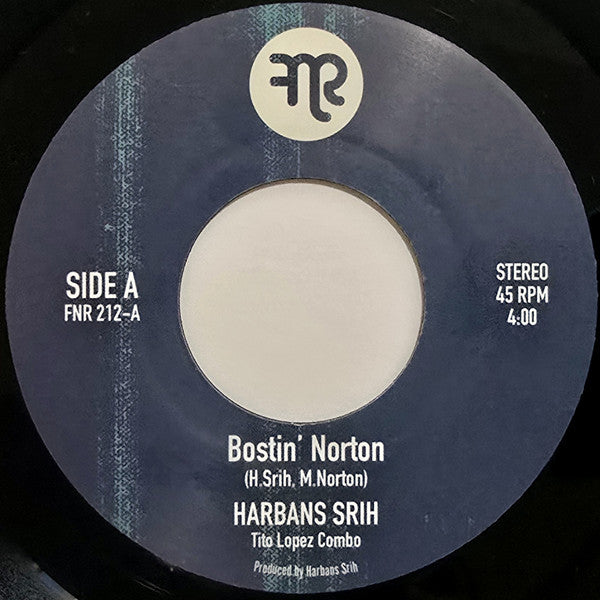 FNR
SIDE A
FNR 212-A
STEREO
45 RPM
4:00
Bostin' Norton
(H.Srih, M.Norton)
HARBANS SRIH
Tito Lopez Combo
Produced by Harbans Srih